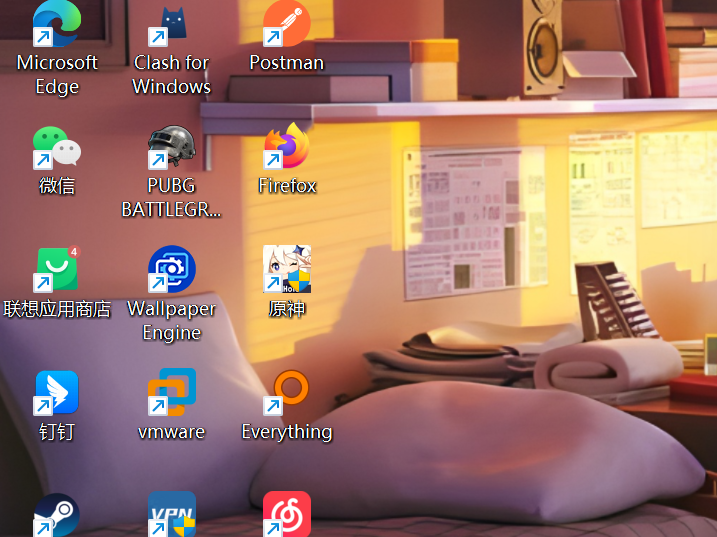 Microsoft
Edge
Clash for
Windows
Postman
微信
PUBG
BATTLEGR...
Firefox
4
联想应用商店
Wallpaper
Engine
原神
钉钉
vmware
Everything
VPN